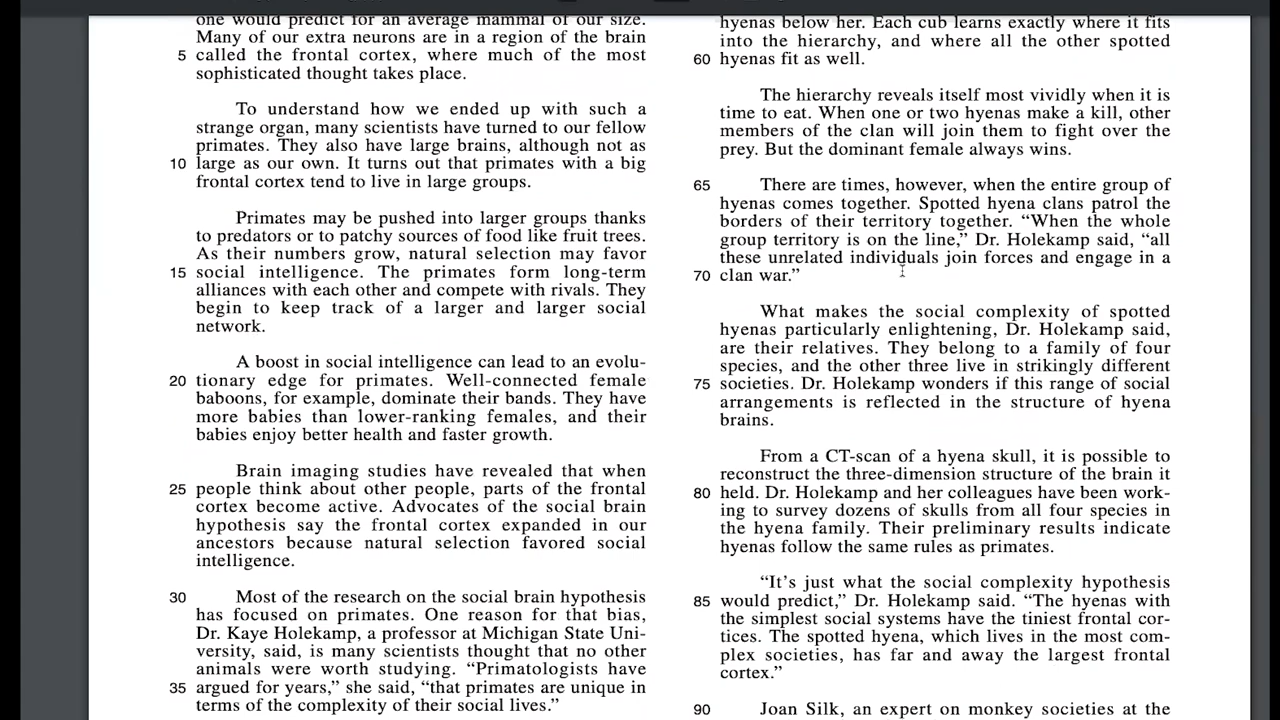 one would predict for an average mammal of our size.
Many of our extra neurons are in a region of the brain
5 called the frontal cortex, where much of the most
sophisticated thought takes place.
To understand how we ended up with such a
strange organ, many scientists have turned to our fellow
primates. They also have large brains, although not as
10 large as our own. It turns out that primates with a big
frontal cortex tend to live in large groups.
Primates may be pushed into larger groups thanks
to predators or to patchy sources of food like fruit trees.
As their numbers grow, natural selection may favor
15 social intelligence. The primates form long-term
alliances with each other and compete with rivals. They
begin to keep track of a larger and larger social
network.
A boost in social intelligence can lead to an evolu-
20 tionary edge for primates. Well-connected female
baboons, for example, dominate their bands. They have
more babies than lower-ranking females, and their
babies enjoy better health and faster growth.
Brain imaging studies have revealed that when
25 people think about other people, parts of the frontal
cortex become active. Advocates of the social brain
hypothesis say the frontal cortex expanded in our
ancestors because natural selection favored social
intelligence.
30 Most of the research on the social brain hypothesis
has focused on primates. One reason for that bias,
Dr. Kaye Holekamp, a professor at Michigan State Uni-
versity, said, is many scientists thought that no other
animals were worth studying. “Primatologists have
35 argued for years,” she said, “that primates are unique in
terms of the complexity of their social lives.”
hyenas below her. Each cub learns exactly where it fits
into the hierarchy, and where all the other spotted
60 hyenas fit as well.
The hierarchy reveals itself most vividly when it is
time to eat. When one or two hyenas make a kill, other
members of the clan will join them to fight over the
prey. But the dominant female always wins.
65 There are times, however, when the entire group of
hyenas comes together. Spotted hyena clans patrol the
borders of their territory together. “When the whole
group territory is on the line,” Dr. Holekamp said, “all
these unrelated individuals join forces and engage in a
70 clan war.”
What makes the social complexity of spotted
hyenas particularly enlightening, Dr. Holekamp said,
are their relatives. They belong to a family of four
species, and the other three live in strikingly different
75 societies. Dr. Holekamp wonders if this range of social
arrangements is reflected in the structure of hyena
brains.
From a CT-scan of a hyena skull, it is possible to
reconstruct the three-dimension structure of the brain it
80 held. Dr. Holekamp and her colleagues have been work-
ing to survey dozens of skulls from all four species in
the hyena family. Their preliminary results indicate
hyenas follow the same rules as primates.
“It’s just what the social complexity hypothesis
85 would predict,” Dr. Holekamp said. “The hyenas with
the simplest social systems have the tiniest frontal cor-
tices. The spotted hyena, which lives in the most com-
plex societies, has far and away the largest frontal
cortex.”
90 Joan Silk, an expert on monkey societies at the